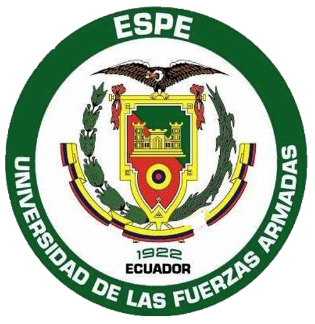 ESPE
1922
ECUADOR
UNIVERSIDAD DE LAS FUERZAS ARMADAS